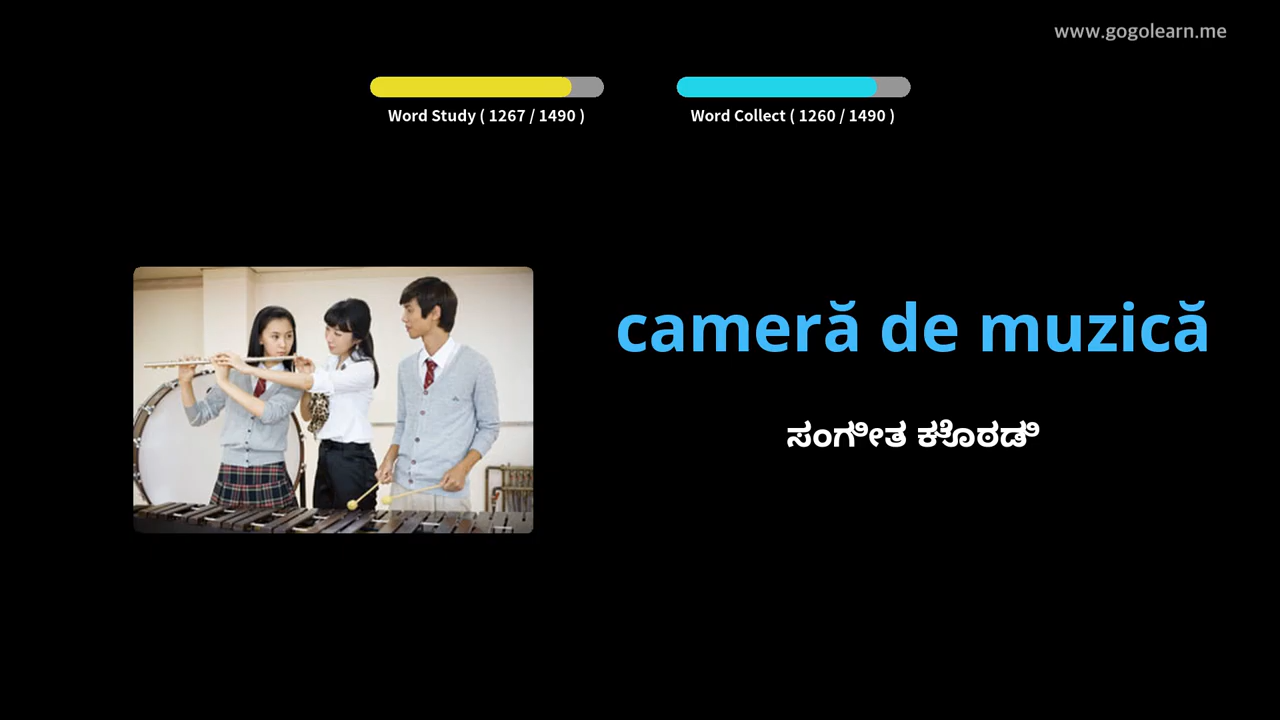 www.gogolearn.me
Word Study ( 1267 / 1490 )
Word Collect ( 1260 / 1490 )
cameră de muzică
ಸಂಗೀತ ಕೊಠಡಿ